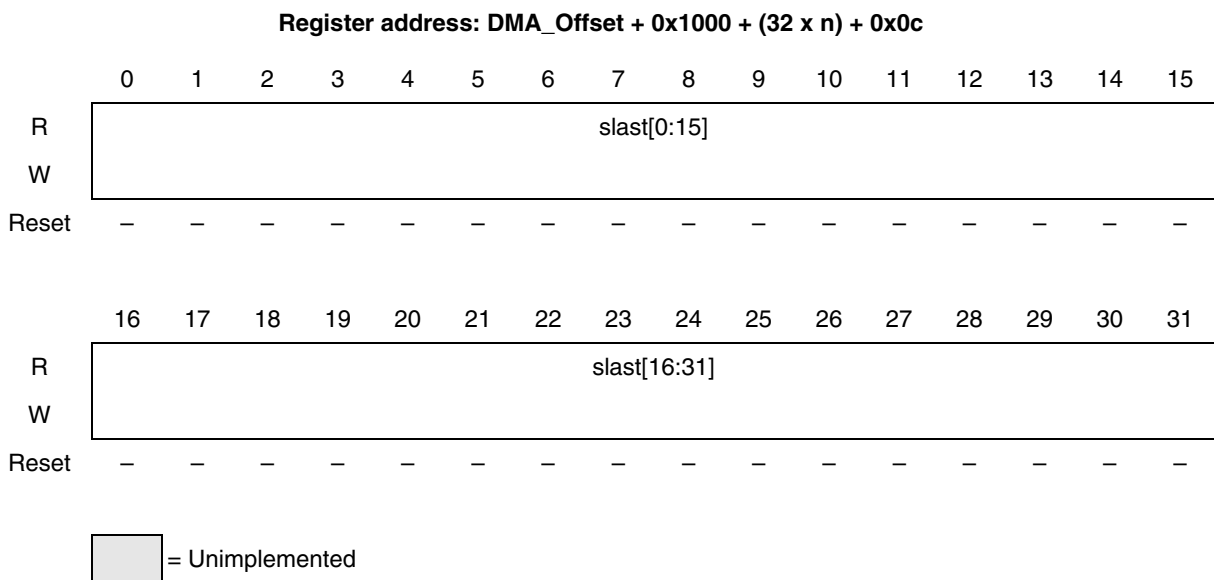 Register address: DMA_Offset + 0x1000 + (32 x n) + 0x0c
0 1 2 3 4 5 6 7 8 9 10 11 12 13 14 15
R slast[0:15]
W
Reset – – – – – – – – – – – – – – – –
16 17 18 19 20 21 22 23 24 25 26 27 28 29 30 31
R slast[16:31]
W
Reset – – – – – – – – – – – – – – – –
= Unimplemented